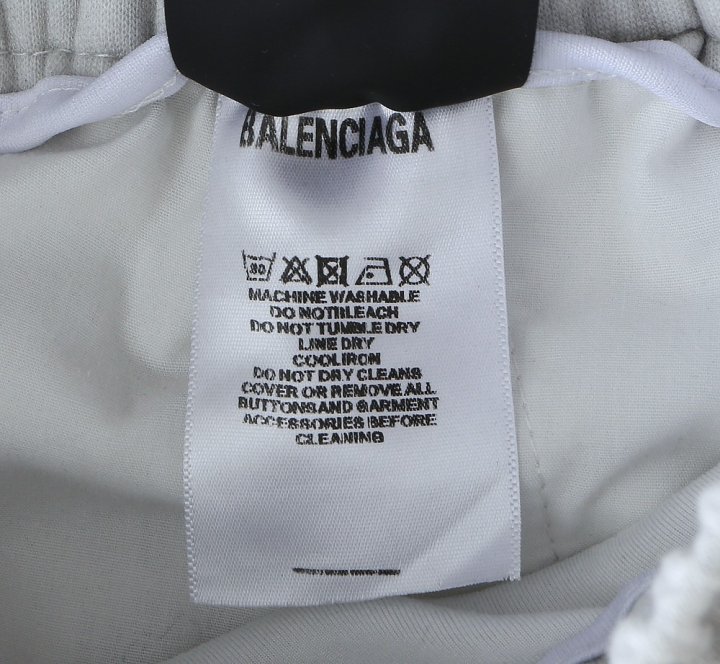 BALENCIAGA
30
MACHINE WASHABLE
DO NOTBLEACH
DO NOT TUMBLE DRY
LINE DRY
COOLIRON
DO NOT DRY CLEANS
COVER OR REMOVE ALL
BUTTONSAND GARMENT
ACCESSORIES BEFORE
CLEANING